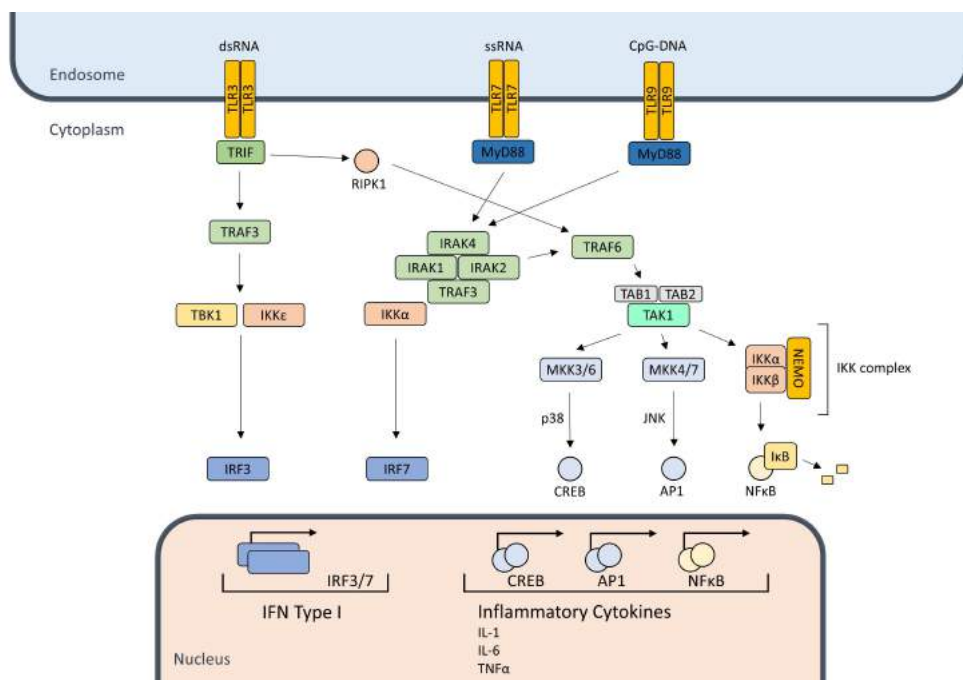 dsRNA
ssRNA
CpG-DNA
Endosome
TLR3
TLR3
TLR7
TLR7
TLR9
TLR9
Cytoplasm
TRIF
MyD88
MyD88
RIPK1
TRAF3
IRAK4
TRAF6
IRAK1
IRAK2
TRAF3
TAB1
TAB2
TBK1
IKKε
IKKα
TAK1
MKK3/6
MKK4/7
IKKα
IKKβ
NEMO
IKK complex
p38
JNK
IRF3
IRF7
IκB
CREB
AP1
NFκB
IRF3/7
CREB
AP1
NFκB
IFN Type I
Inflammatory Cytokines
IL-1
IL-6
TNFα
Nucleus